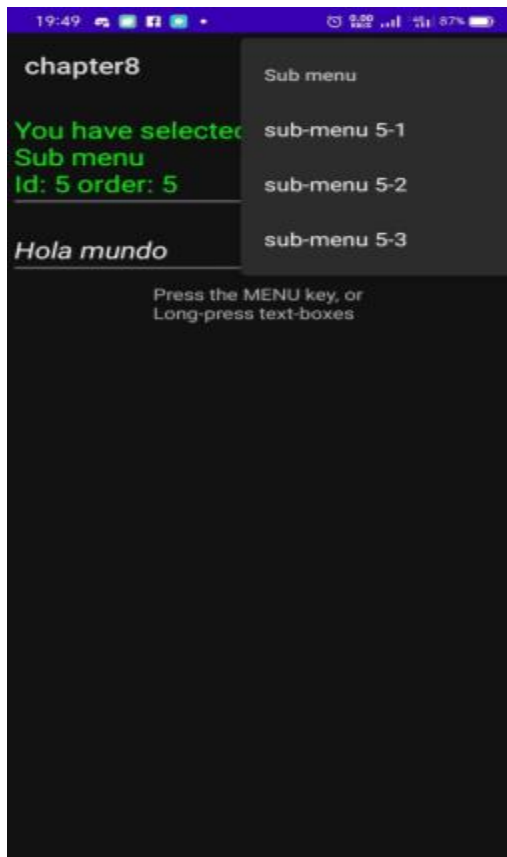 19:49
87%
chapter8
You have selected
Sub menu
Id: 5 order: 5
Hola mundo
Sub menu
sub-menu 5-1
sub-menu 5-2
sub-menu 5-3
Press the MENU key, or
Long-press text-boxes